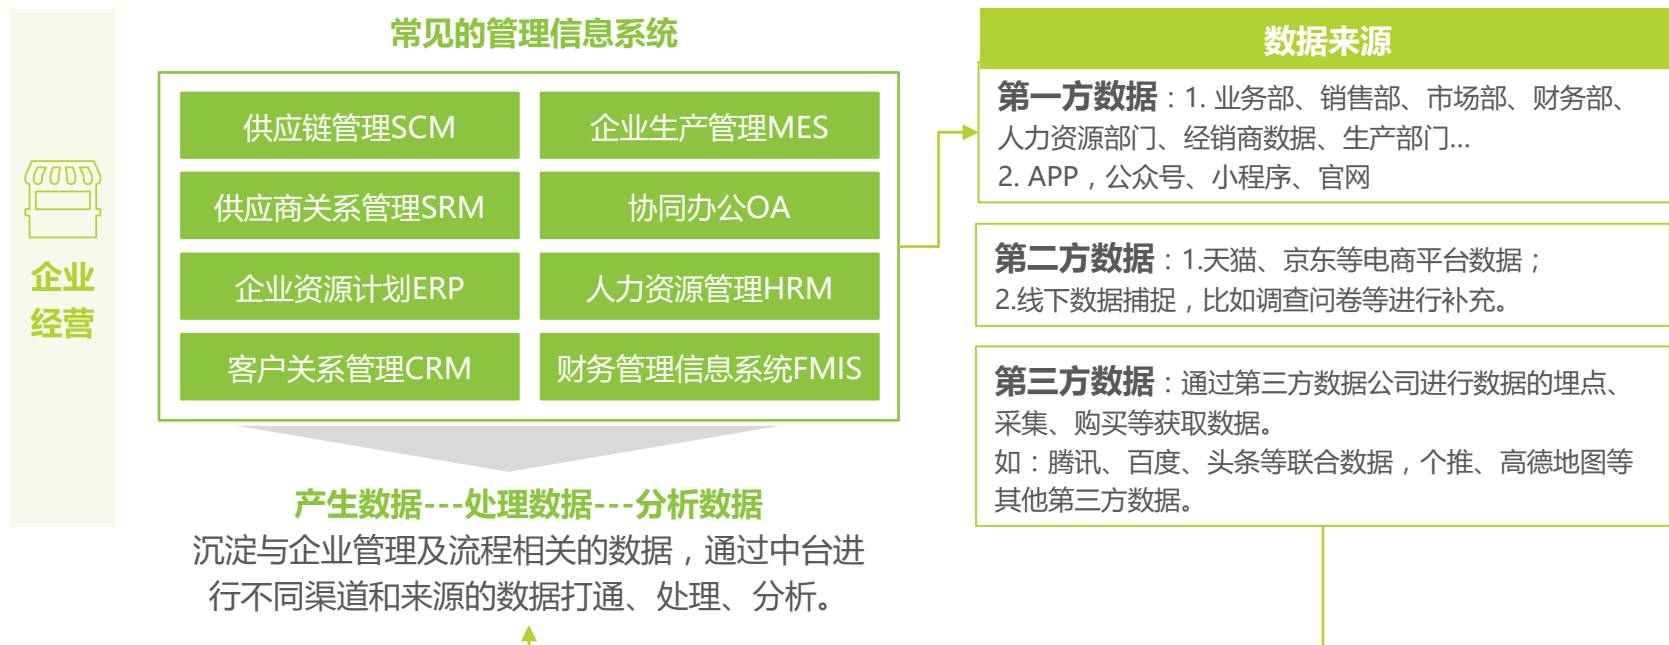 常见的管理信息系统
供应链管理SCM
企业生产管理MES
供应商关系管理SRM
协同办公OA
企业资源计划ERP
人力资源管理HRM
客户关系管理CRM
财务管理信息系统FMIS
企业
经营
产生数据---处理数据---分析数据
沉淀与企业管理及流程相关的数据，通过中台进
行不同渠道和来源的数据打通、处理、分析。
数据来源
第一方数据：1. 业务部、销售部、市场部、财务部、
人力资源部门、经销商数据、生产部门...
2. APP，公众号、小程序、官网
第二方数据：1.天猫、京东等电商平台数据；
2.线下数据捕捉，比如调查问卷等进行补充。
第三方数据：通过第三方数据公司进行数据的埋点、
采集、购买等获取数据。
如：腾讯、百度、头条等联合数据，个推、高德地图等
其他第三方数据。